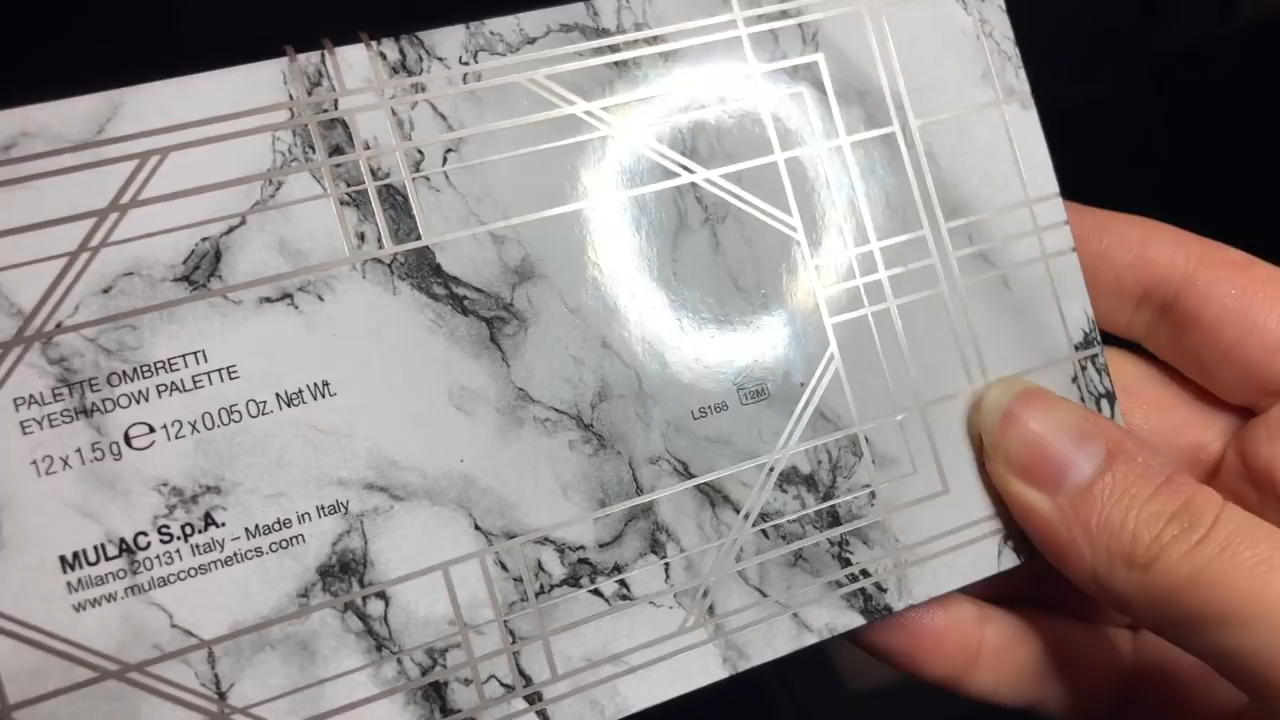 PALETTE OMBRETTI
EYESHADOW PALETTE
12 x 1.5 g e 12 x 0.05 Oz. Net Wt.
LS168 12M
MULAC S.p.A.
Milano 20131 Italy – Made in Italy
www.mulaccosmetics.com